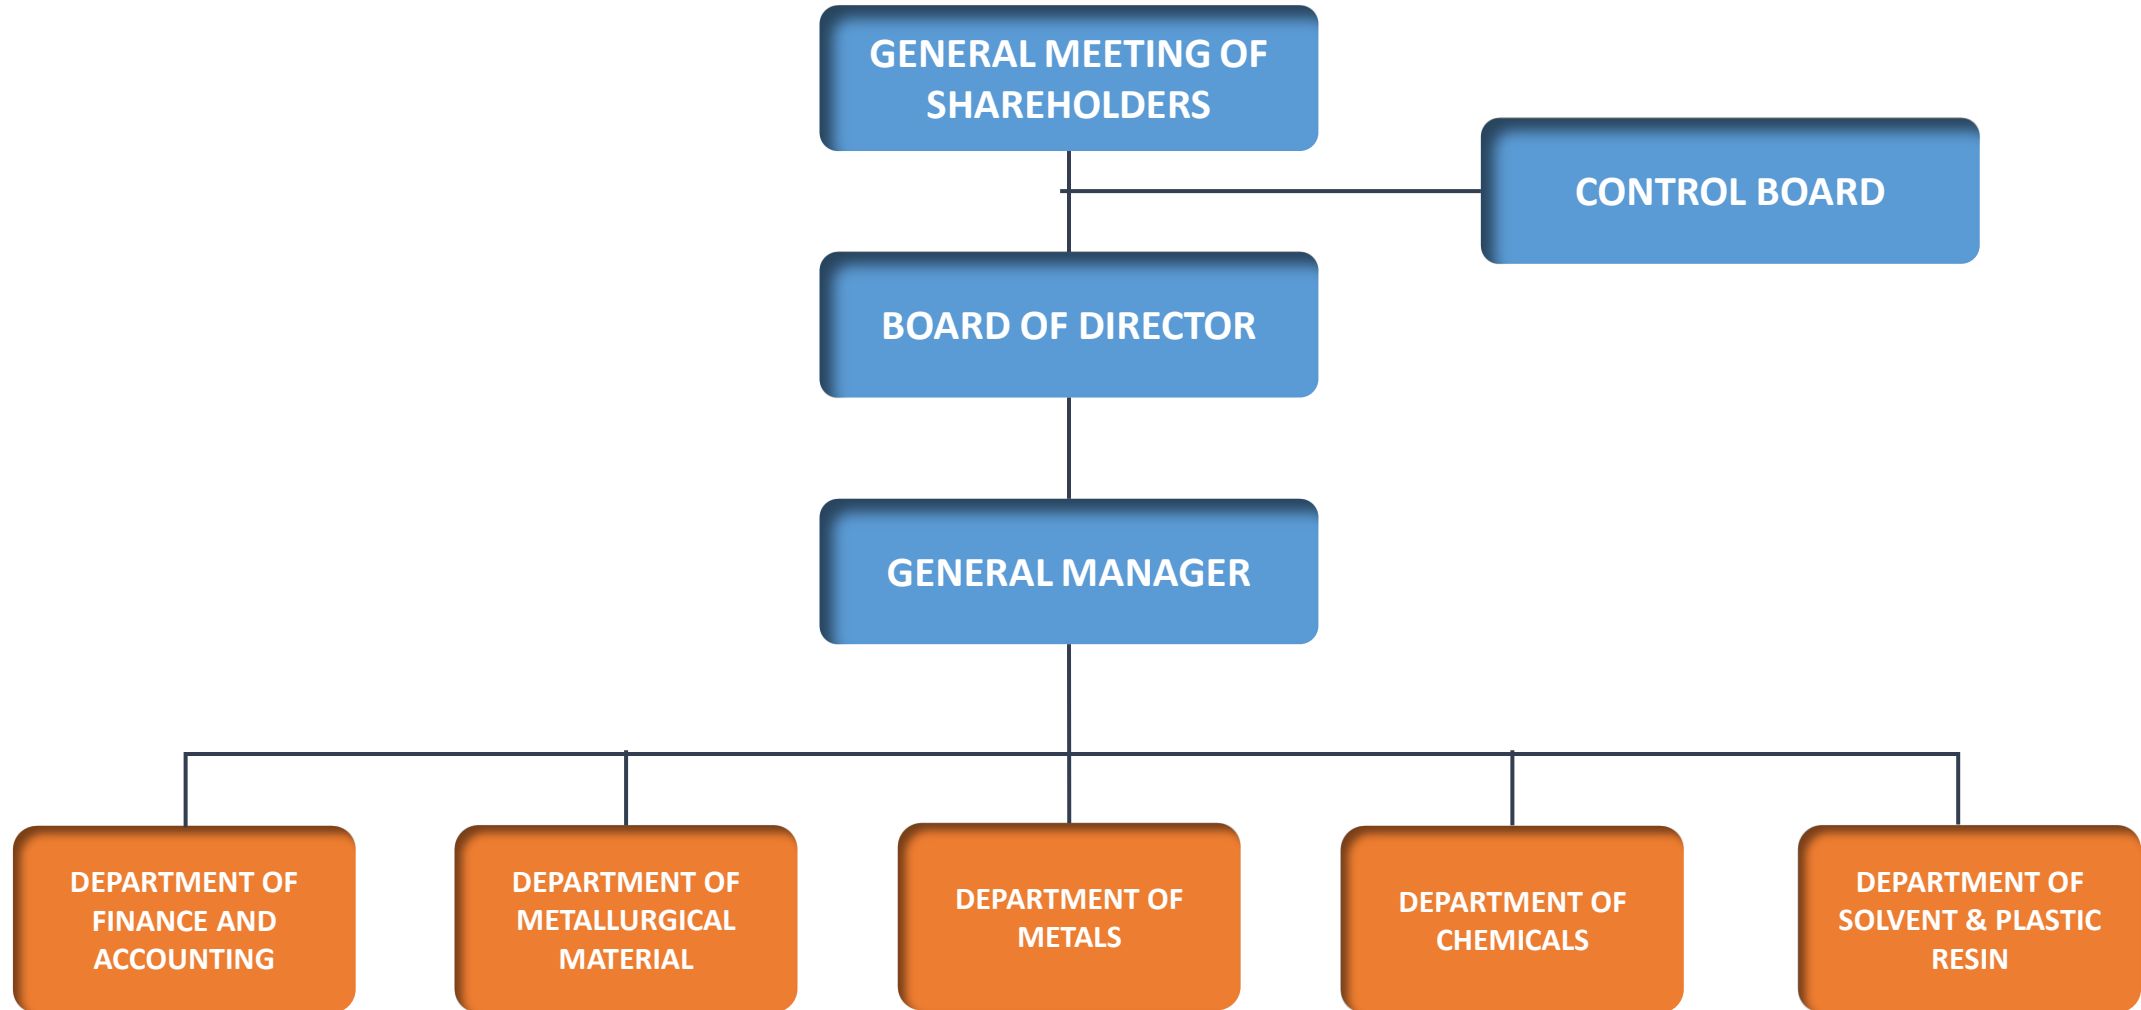 GENERAL MEETING OF
SHAREHOLDERS
CONTROL BOARD
BOARD OF DIRECTOR
GENERAL MANAGER
DEPARTMENT OF
FINANCE AND
ACCOUNTING
DEPARTMENT OF
METALLURGICAL
MATERIAL
DEPARTMENT OF
METALS
DEPARTMENT OF
CHEMICALS
DEPARTMENT OF
SOLVENT & PLASTIC
RESIN